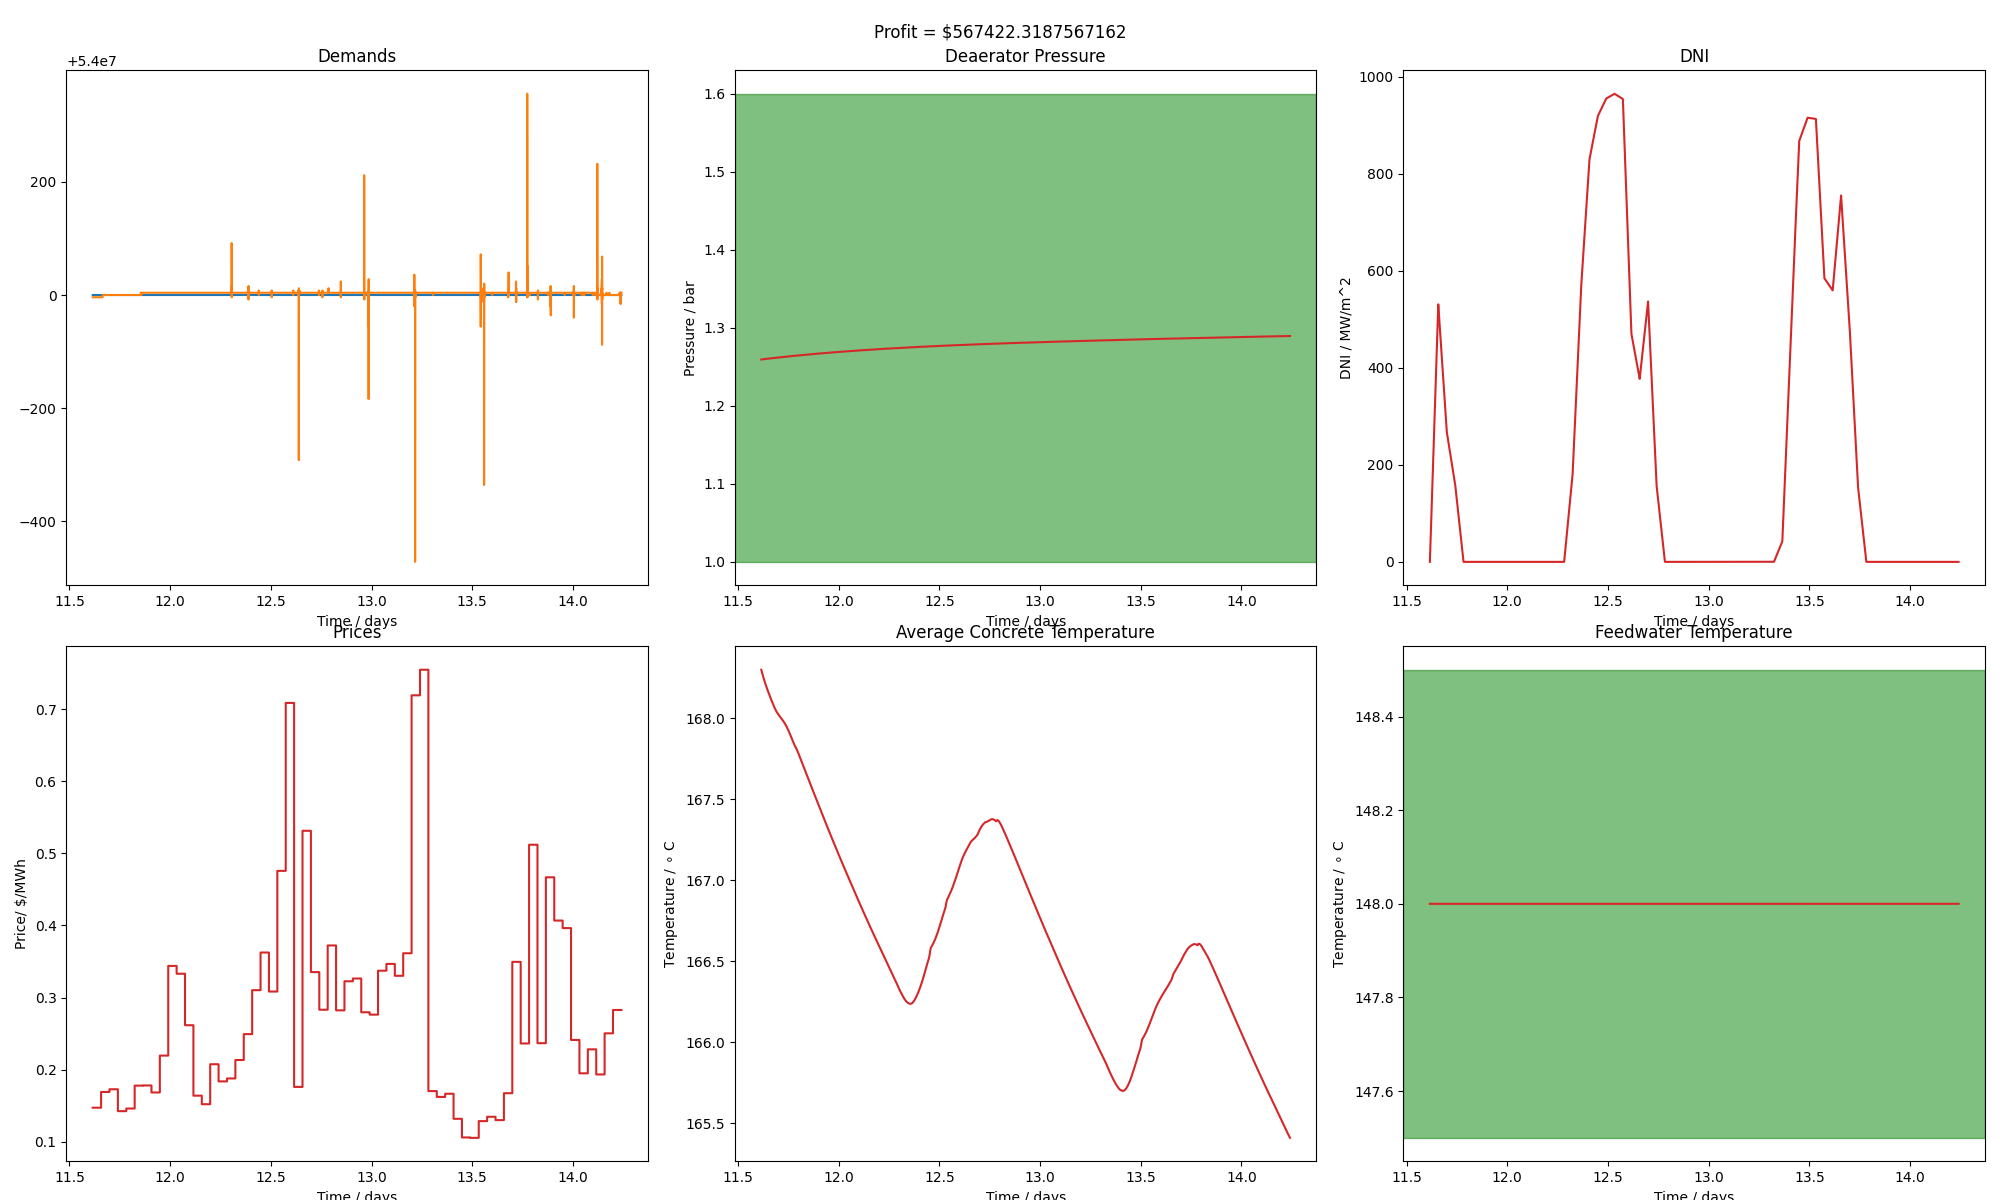 Profit = $567422.3187567162
Demands
+5.4e7
200
0
−200
−400
11.5 12.0 12.5 13.0 13.5 14.0
Time / days
Deaerator Pressure
Pressure / bar
1.6
1.5
1.4
1.3
1.2
1.1
1.0
11.5 12.0 12.5 13.0 13.5 14.0
Time / days
DNI
DNI / MW/m^2
1000
800
600
400
200
0
11.5 12.0 12.5 13.0 13.5 14.0
Time / days
Prices
Price/ $/MWh
0.7
0.6
0.5
0.4
0.3
0.2
0.1
11.5 12.0 12.5 13.0 13.5 14.0
Time / days
Average Concrete Temperature
Temperature / ∘ C
168.0
167.5
167.0
166.5
166.0
165.5
11.5 12.0 12.5 13.0 13.5 14.0
Time / days
Feedwater Temperature
Temperature / ∘ C
148.4
148.2
148.0
147.8
147.6
11.5 12.0 12.5 13.0 13.5 14.0
Time / days